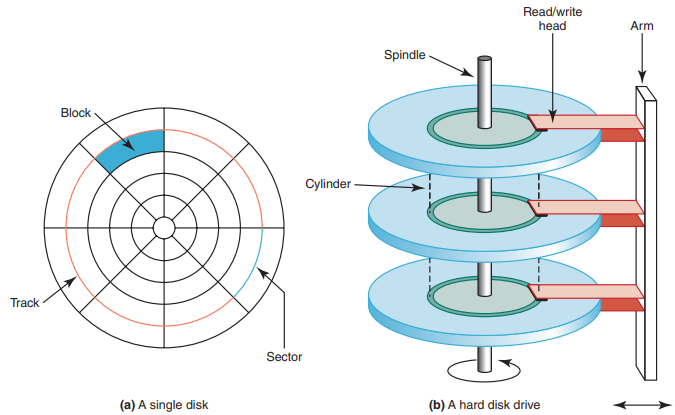 Block
Track
Sector
(a) A single disk
Read/write
head
Arm
Spindle
Cylinder
(b) A hard disk drive